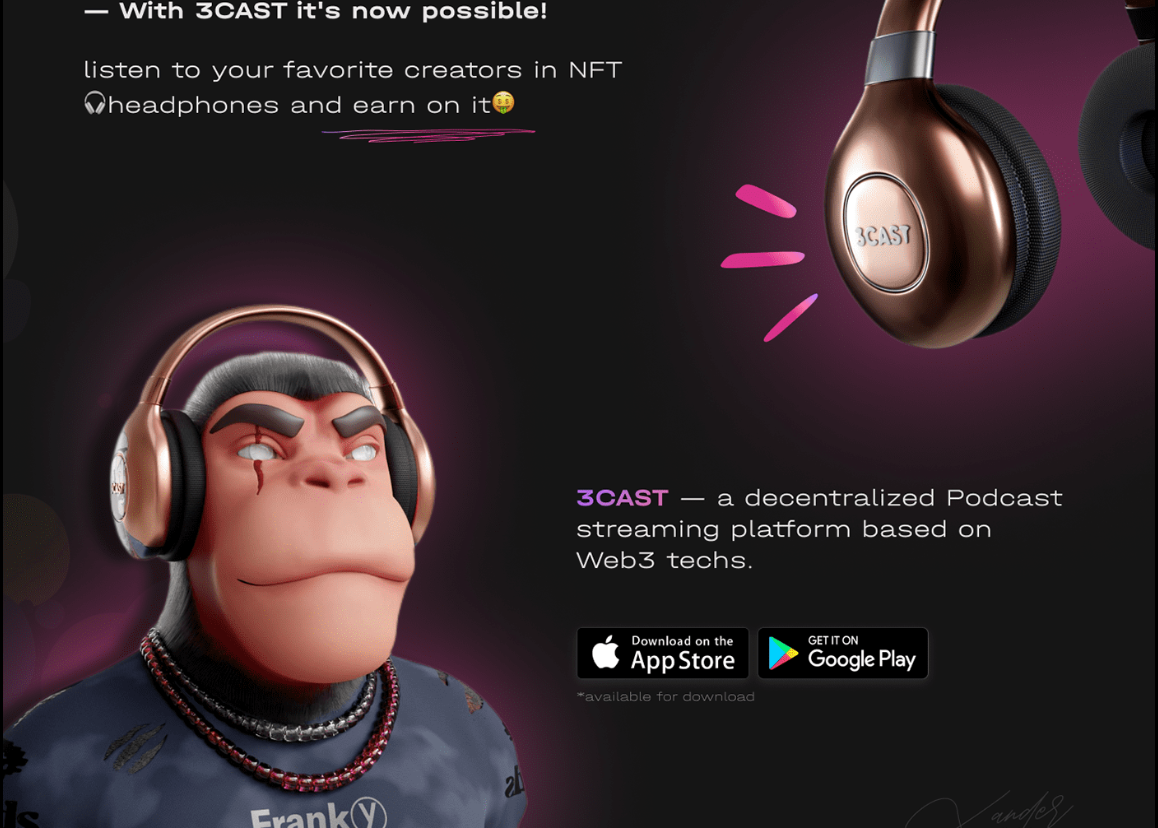 — With 3CAST it's now possible!
listen to your favorite creators in NFT
🎧headphones and earn on it🤑
3CAST
3CAST
3CAST — a decentralized Podcast
streaming platform based on
Web3 techs.
Download on the
App Store
GET IT ON
Google Play
*available for download
Franky